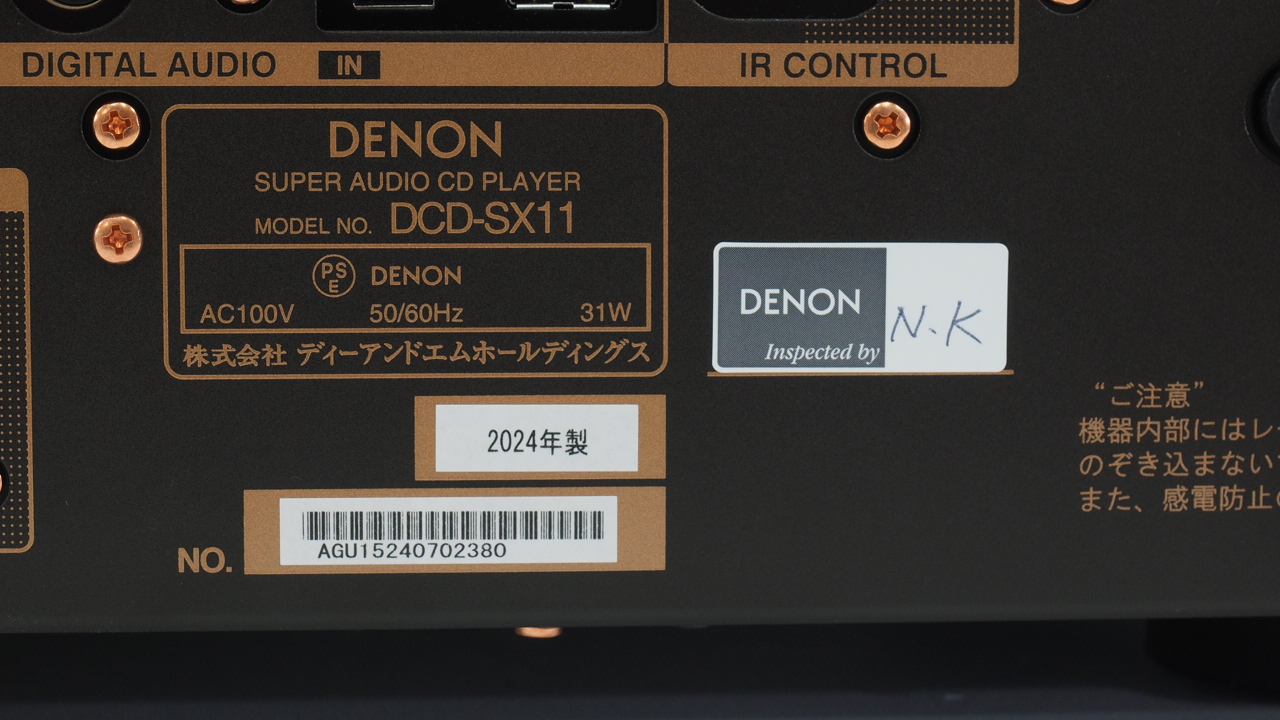 DIGITAL AUDIO IN
IR CONTROL
DENON
SUPER AUDIO CD PLAYER
MODEL NO. DCD-SX11
PS
E
DENON
AC100V 50/60Hz 31W
株式会社 ディーアンドエムホールディングス
DENON
Inspected by
N.K
2024年製
NO.
AGU15240702380
“ご注意”
機器内部にはレ
のぞき込まない
また、感電防止